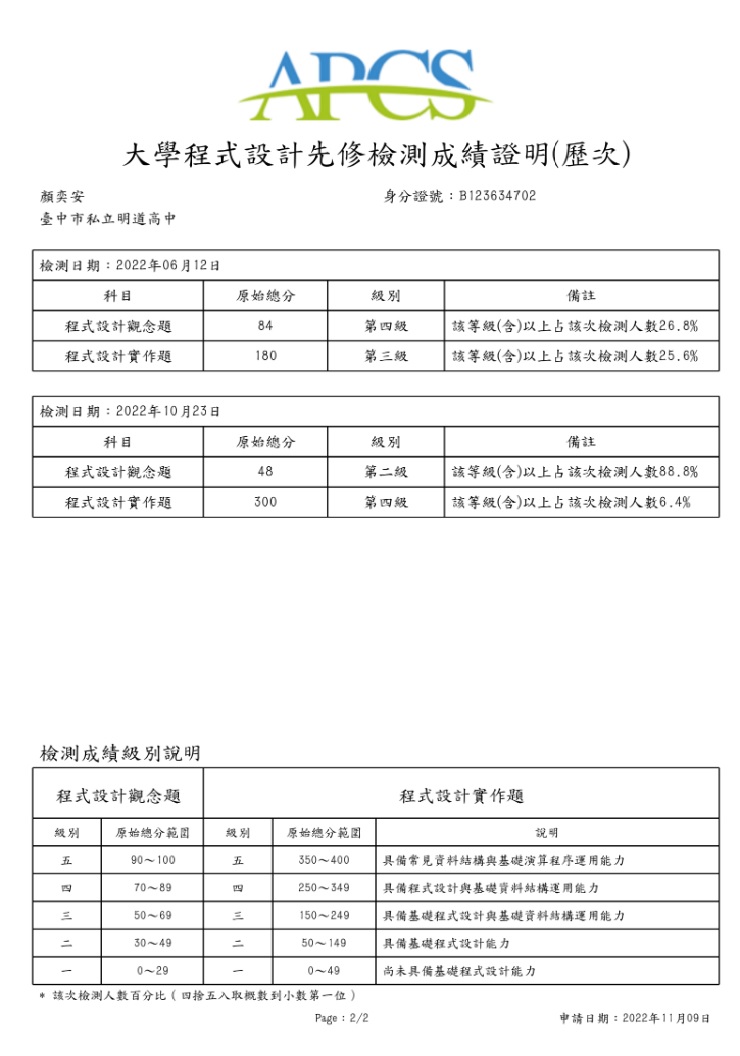 APCS
大學程式設計先修檢測成績證明(歷次)
顏奕安 身分證號：B123634702
臺中市私立明道高中
檢測日期：2022年06月12日
科目 原始總分 級別 備註
程式設計觀念題 84 第四級 該等級(含)以上占該次檢測人數26.8%
程式設計實作題 180 第三級 該等級(含)以上占該次檢測人數25.6%
檢測日期：2022年10月23日
科目 原始總分 級別 備註
程式設計觀念題 48 第二級 該等級(含)以上占該次檢測人數88.8%
程式設計實作題 300 第四級 該等級(含)以上占該次檢測人數6.4%
檢測成績級別說明
程式設計觀念題 程式設計實作題
級別 原始總分範圍 級別 原始總分範圍 說明
五 90～100 五 350～400 具備常見資料結構與基礎演算程序運用能力
四 70～89 四 250～349 具備程式設計與基礎資料結構運用能力
三 50～69 三 150～249 具備基礎程式設計與基礎資料結構運用能力
二 30～49 二 50～149 具備基礎程式設計能力
一 0～29 一 0～49 尚未具備基礎程式設計能力
* 該次檢測人數百分比（四捨五入取概數到小數第一位）
Page：2/2 申請日期：2022年11月09日